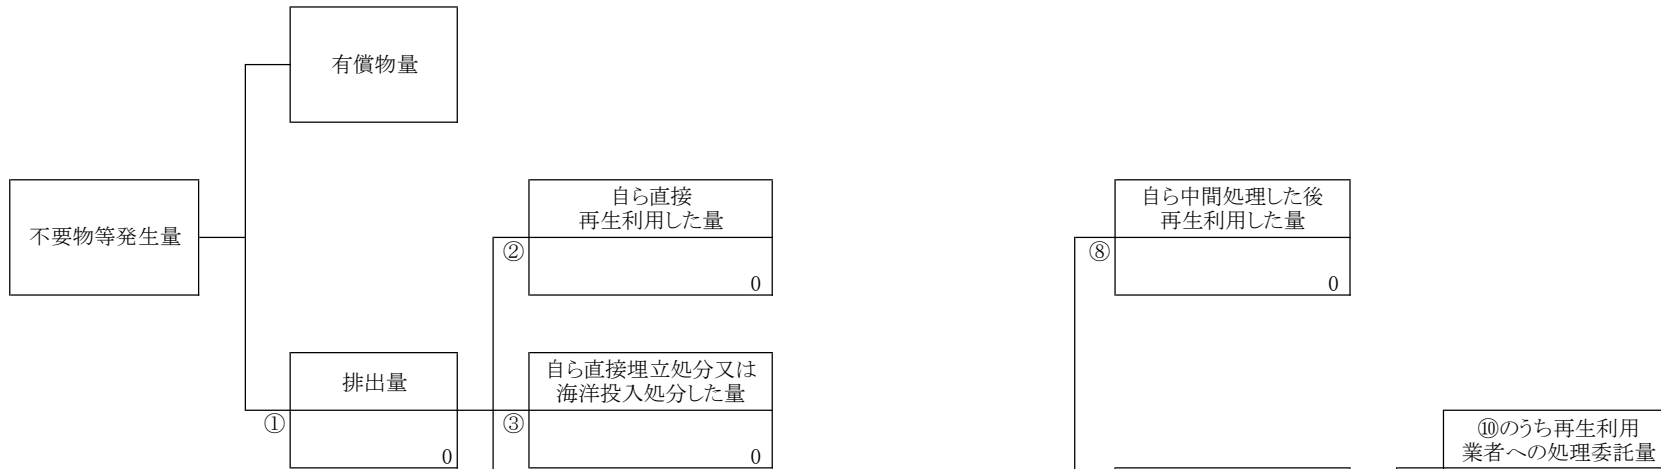 有償物量
不要物等発生量
自ら直接
再生利用した量
②
0
自ら中間処理した後
再生利用した量
⑧
0
排出量
①
0
自ら直接埋立処分又は
海洋投入処分した量
③
0
⑩のうち再生利用
業者への処理委託量